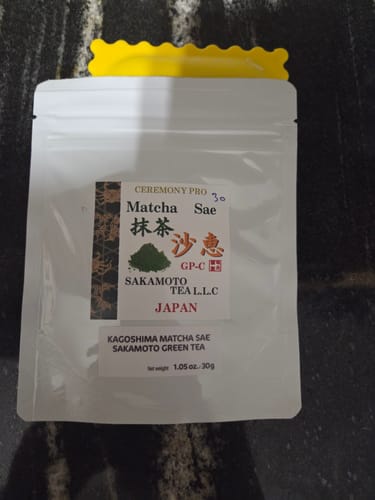 CEREMONY PRO
30
Matcha Sae
抹茶
沙恵
GP-C
SAKAMOTO
TEA L.L.C
JAPAN
KAGOSHIMA MATCHA SAE
SAKAMOTO GREEN TEA
Net weight 1.05 oz./30g